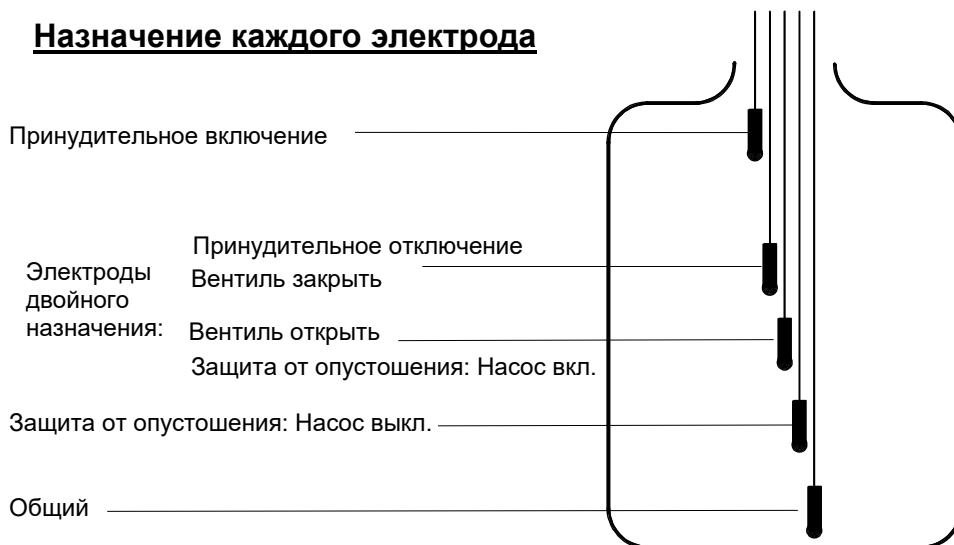 Назначение каждого электрода
Принудительное включение
Принудительное отключение
Электроды
двойного
назначения:
Вентиль закрыть
Вентиль открыть
Защита от опустошения: Насос вкл.
Защита от опустошения: Насос выкл.
Общий